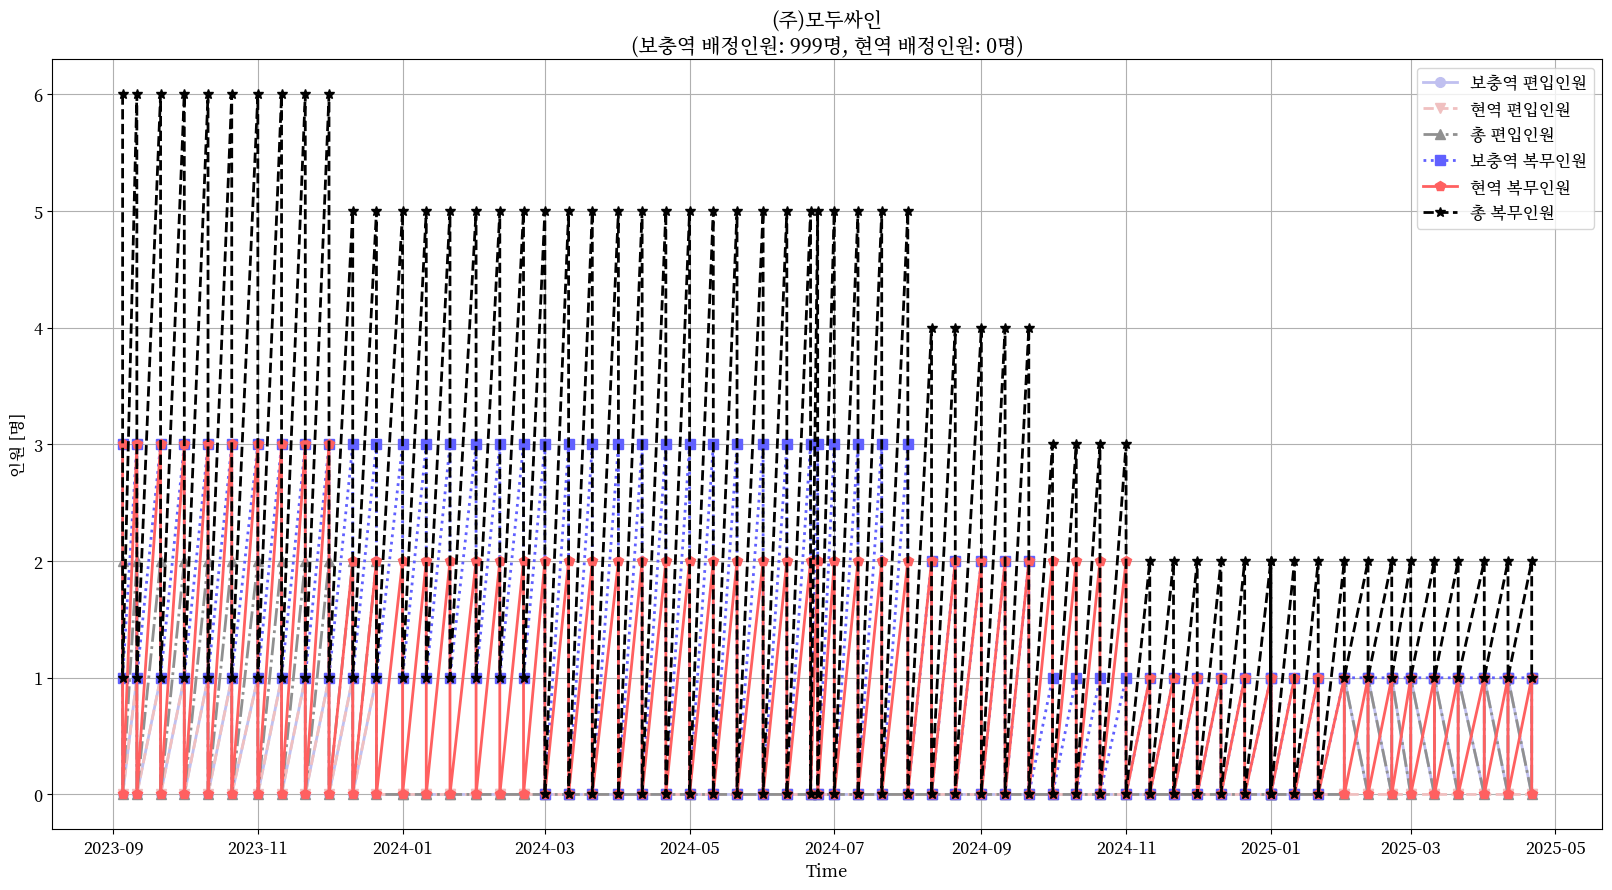 (주)모두싸인
(보충역 배정인원: 999명, 현역 배정인원: 0명)
보충역 편입인원
현역 편입인원
총 편입인원
보충역 복무인원
현역 복무인원
총 복무인원
인원 [명]
6
5
4
3
2
1
0
2023-09
2023-11
2024-01
2024-03
2024-05
2024-07
2024-09
2024-11
2025-01
2025-03
2025-05
Time